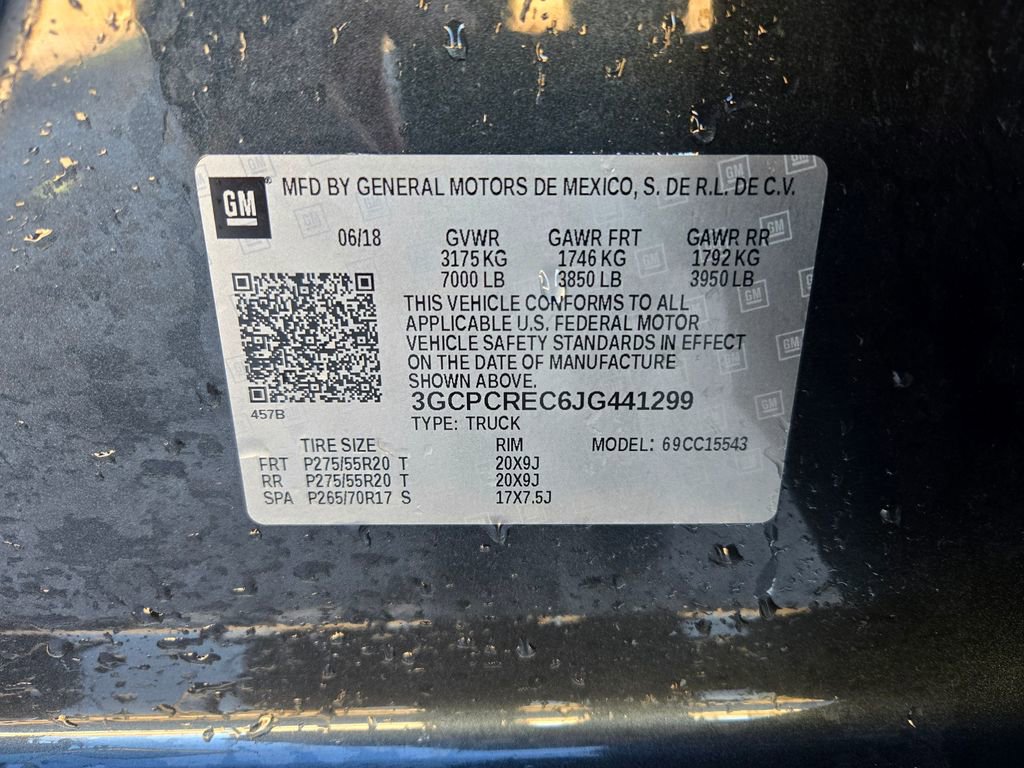 GM MFD BY GENERAL MOTORS DE MEXICO, S. DE R.L. DE C.V.
06/18 GVWR GAWR FRT GAWR RR
3175 KG 1746 KG 1792 KG
7000 LB 3850 LB 3950 LB
THIS VEHICLE CONFORMS TO ALL
APPLICABLE U.S. FEDERAL MOTOR
VEHICLE SAFETY STANDARDS IN EFFECT
ON THE DATE OF MANUFACTURE
SHOWN ABOVE.
3GCPCREC6JG441299
457B
TYPE: TRUCK
TIRE SIZE RIM MODEL: 69CC15543
FRT P275/55R20 T 20X9J
RR P275/55R20 T 20X9J
SPA P265/70R17 S 17X7.5J